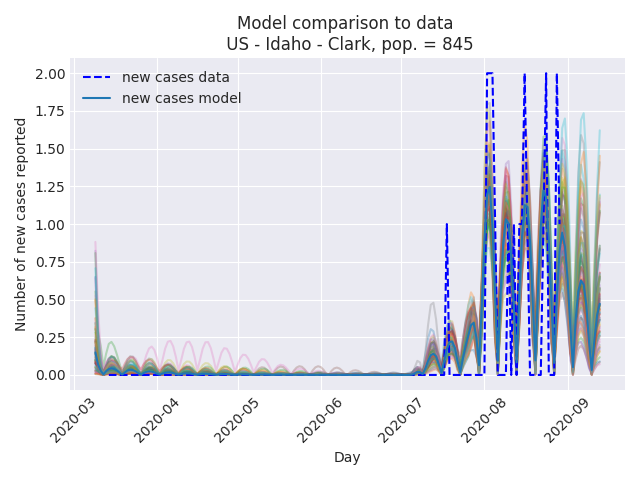 Model comparison to data
US - Idaho - Clark, pop. = 845
new cases data
new cases model
Number of new cases reported
2.00
1.75
1.50
1.25
1.00
0.75
0.50
0.25
0.00
2020-03
2020-04
2020-05
2020-06
2020-07
2020-08
2020-09
Day